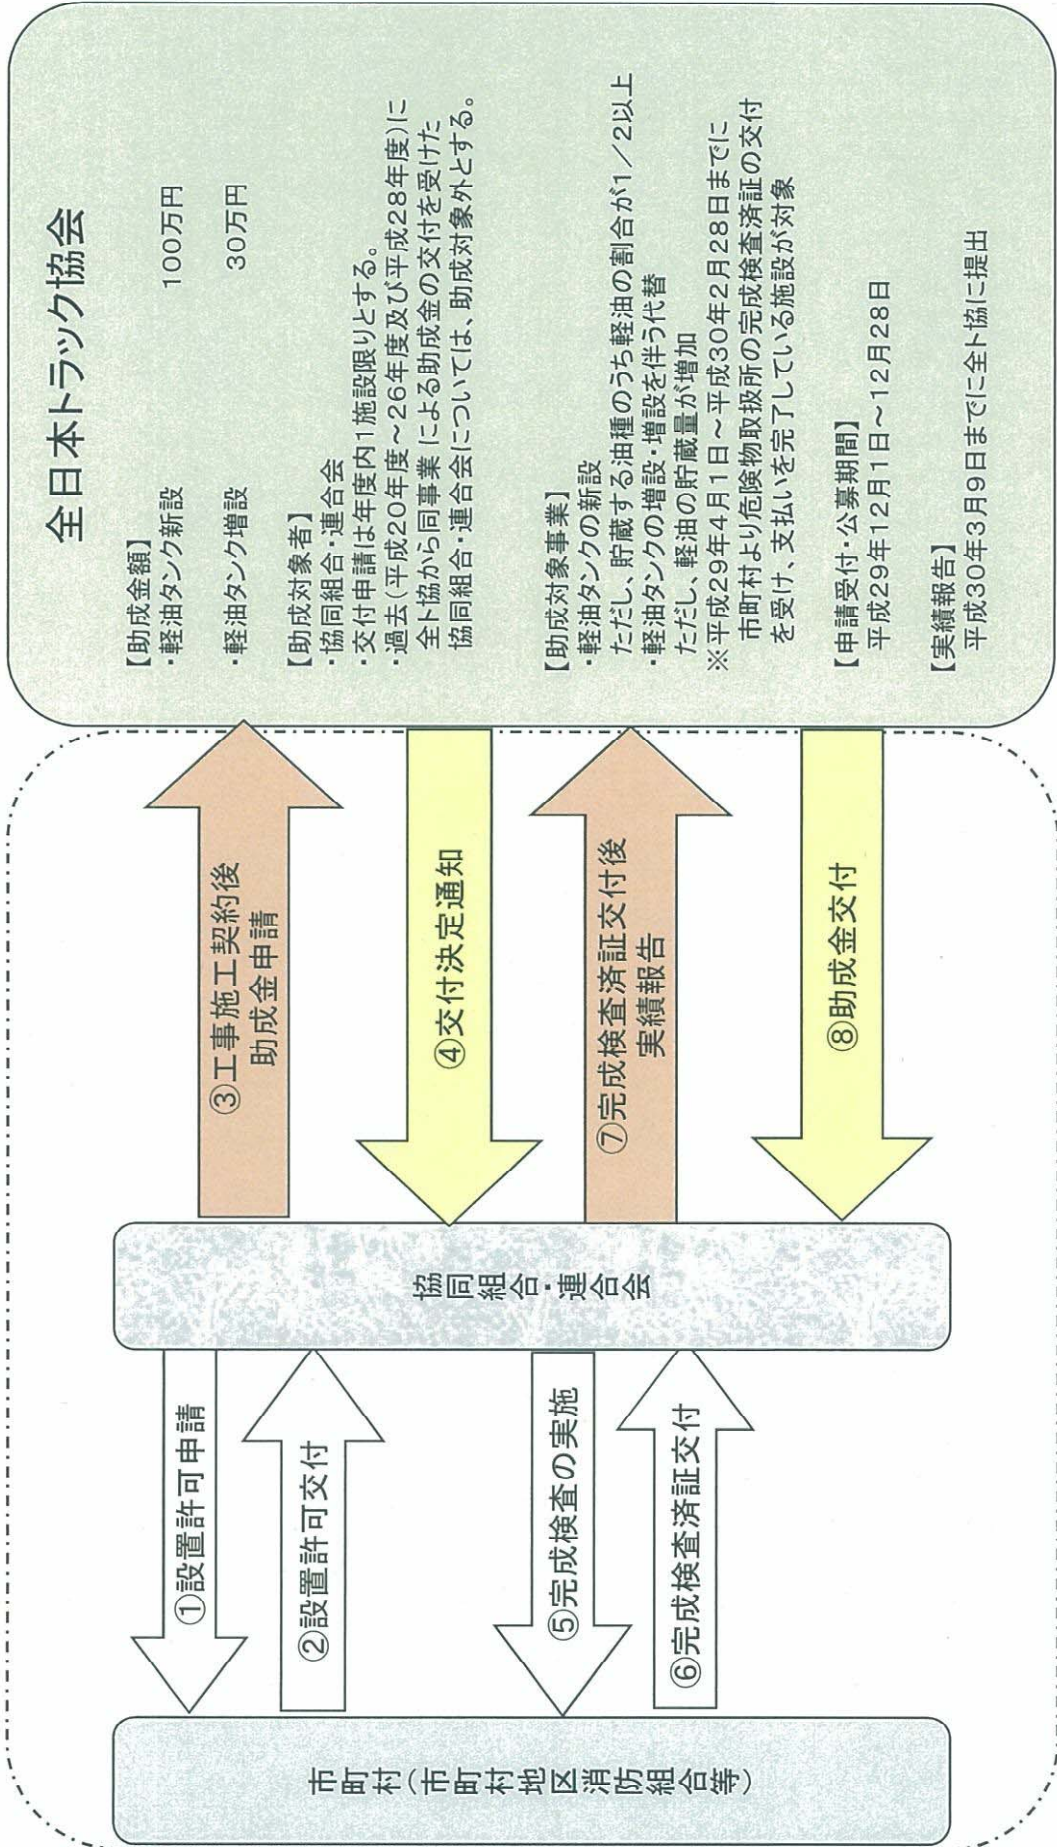 全日本トラック協会
【助成金額】
・軽油タンク新設　100万円
・軽油タンク増設　30万円
【助成対象者】
・協同組合・連合会
・交付申請は年度内1施設限りとする。
・過去(平成20年度～26年度及び平成28年度)に
全ト協から同事業による助成金の交付を受けた
協同組合・連合会については、助成対象外とする。
【助成対象事業】
・軽油タンクの新設
ただし、貯蔵する油種のうち軽油の割合が1／2以上
・軽油タンクの増設・増設を伴う代替
ただし、軽油の貯蔵量が増加
※平成29年4月1日～平成30年2月28日までに
市町村より危険物取扱所の完成検査済証の交付
を受け、支払いを完了している施設が対象
【申請受付・公募期間】
平成29年12月1日～12月28日
【実績報告】
平成30年3月9日までに全ト協に提出
③工事施工契約後
助成金申請
④交付決定通知
⑦完成検査済証交付後
実績報告
⑧助成金交付
協同組合・連合会
①設置許可申請
②設置許可交付
⑤完成検査の実施
⑥完成検査済証交付
市町村(市町村地区消防組合等)